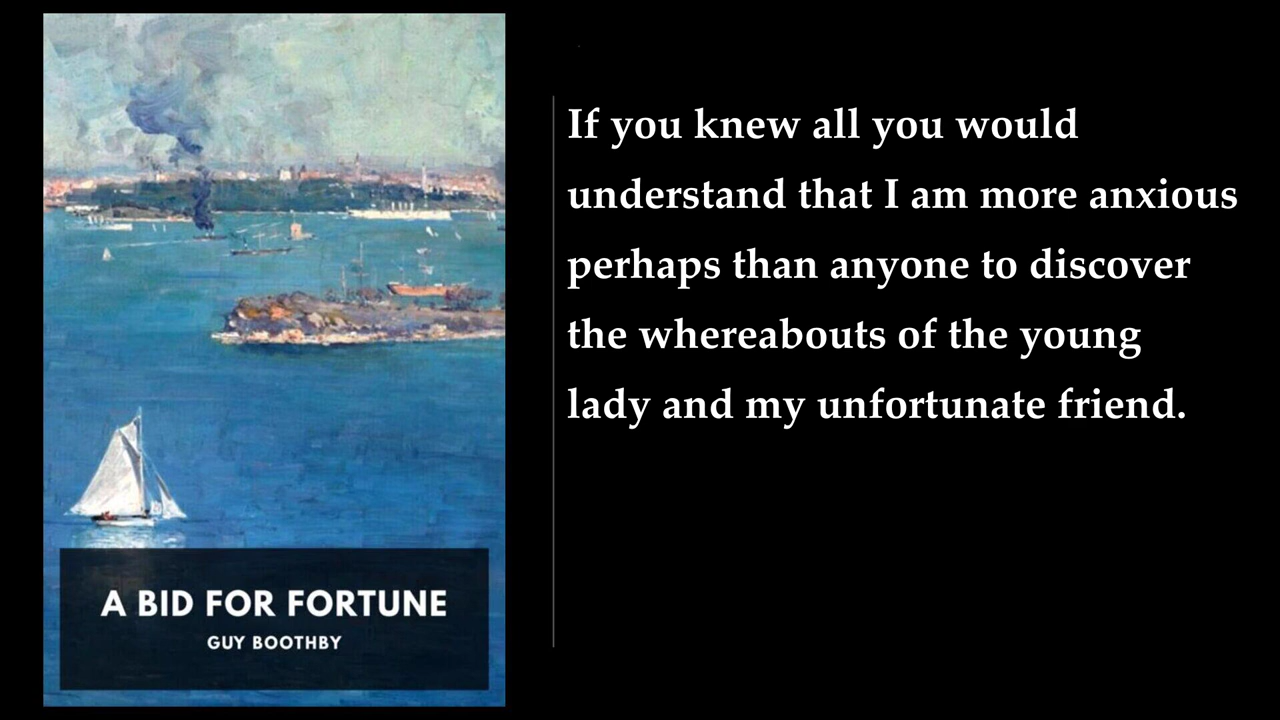 A BID FOR FORTUNE
GUY BOOTHBY
If you knew all you would
understand that I am more anxious
perhaps than anyone to discover
the whereabouts of the young
lady and my unfortunate friend.